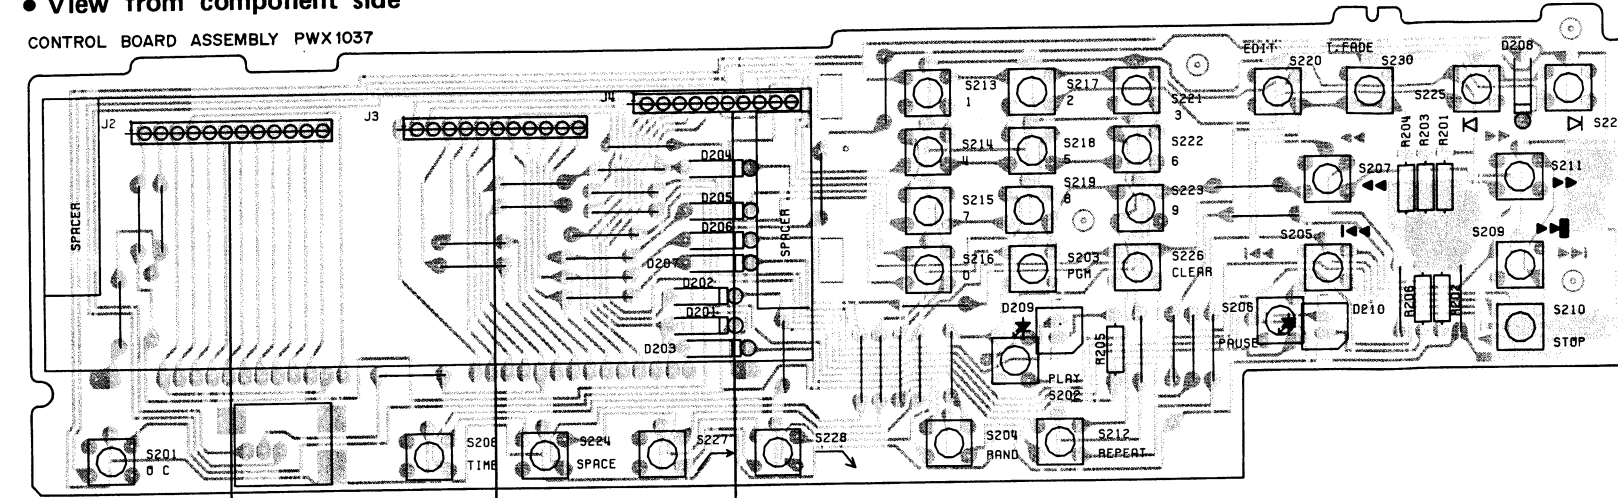 ● View from component side
CONTROL BOARD ASSEMBLY PWX1037
EDIT
T.FADE
D208
J4
S213
1
S217
2
S221
3
S220
S230
S225
S22
J2
J3
R204
R203
R201
D204
S214
4
S218
5
S222
6
S207
S211
D205
S215
7
S219
8
S223
9
SPACER
SPACER
D206
S205
S209
D207
S216
0
S203
PGM
S226
CLEAR
D202
D209
S206
D210
R206
R202
S210
D201
D203
R205
PAUSE
STOP
PLAY
S202
S201
O C
S208
TIME
S224
SPACE
S227
S228
S204
RAND
S212
REPEAT